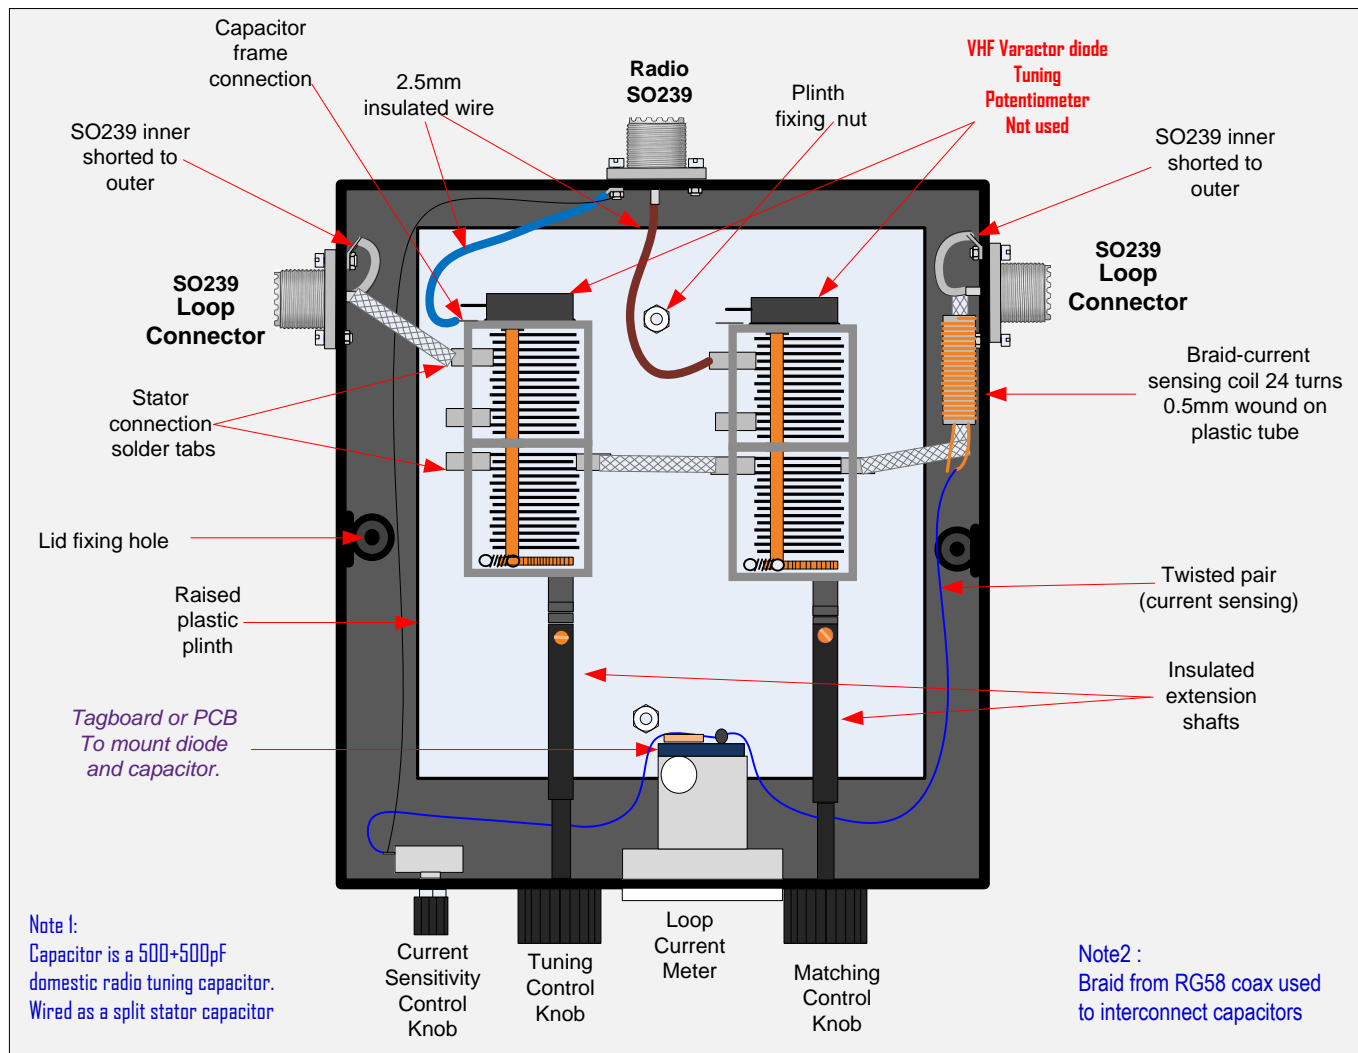 Capacitor
frame
connection
2.5mm
insulated wire
Radio
SO239
Plinth
fixing nut
VHF Varactor diode
Tuning
Potentiometer
Not used
SO239 inner
shorted to
outer
SO239 inner
shorted to
outer
SO239
Loop
Connector
SO239
Loop
Connector
Stator
connection
solder tabs
Braid-current
sensing coil 24 turns
0.5mm wound on
plastic tube
Lid fixing hole
Raised
plastic
plinth
Twisted pair
(current sensing)
Insulated
extension
shafts
Tagboard or PCB
To mount diode
and capacitor.
Note 1:
Capacitor is a 500+500pF
domestic radio tuning capacitor.
Wired as a split stator capacitor
Current
Sensitivity
Control
Knob
Tuning
Control
Knob
Loop
Current
Meter
Matching
Control
Knob
Note2 :
Braid from RG58 coax used
to interconnect capacitors